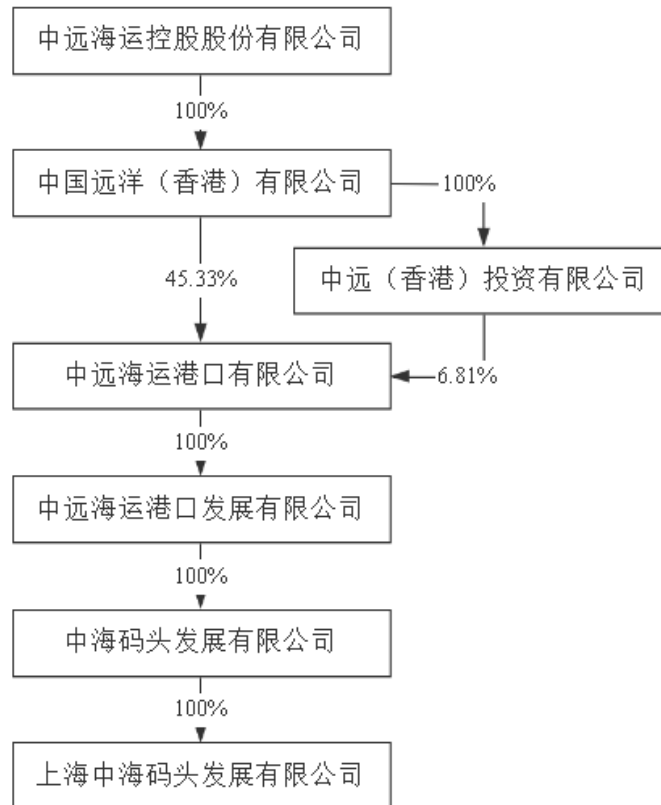 中远海运控股股份有限公司
100%
中国远洋（香港）有限公司
100%
45.33%
中远（香港）投资有限公司
中远海运港口有限公司
6.81%
100%
中远海运港口发展有限公司
100%
中海码头发展有限公司
100%
上海中海码头发展有限公司